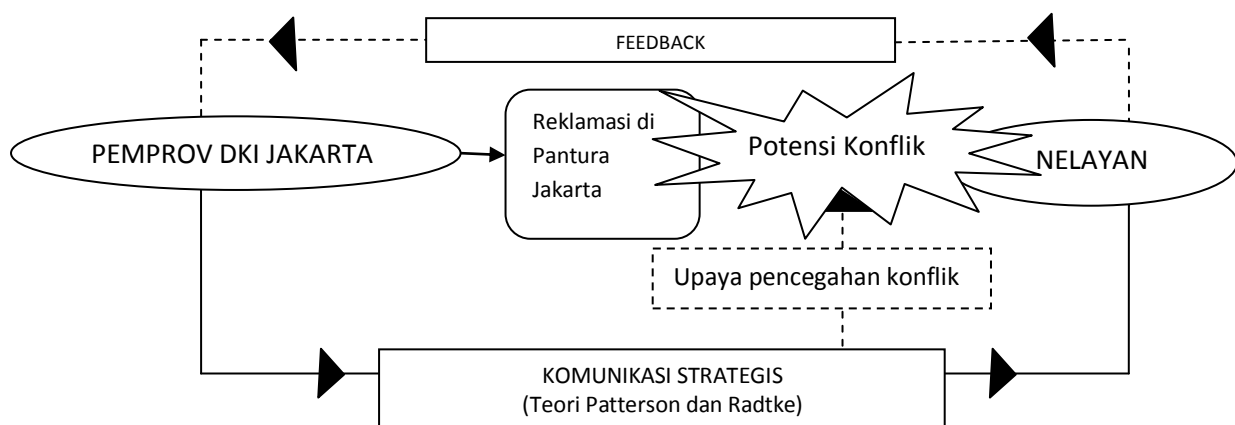 FEEDBACK
PEMPROV DKI JAKARTA
Reklamasi di
Pantura
Jakarta
Potensi Konflik
NELAYAN
Upaya pencegahan konflik
KOMUNIKASI STRATEGIS
(Teori Patterson dan Radtke)